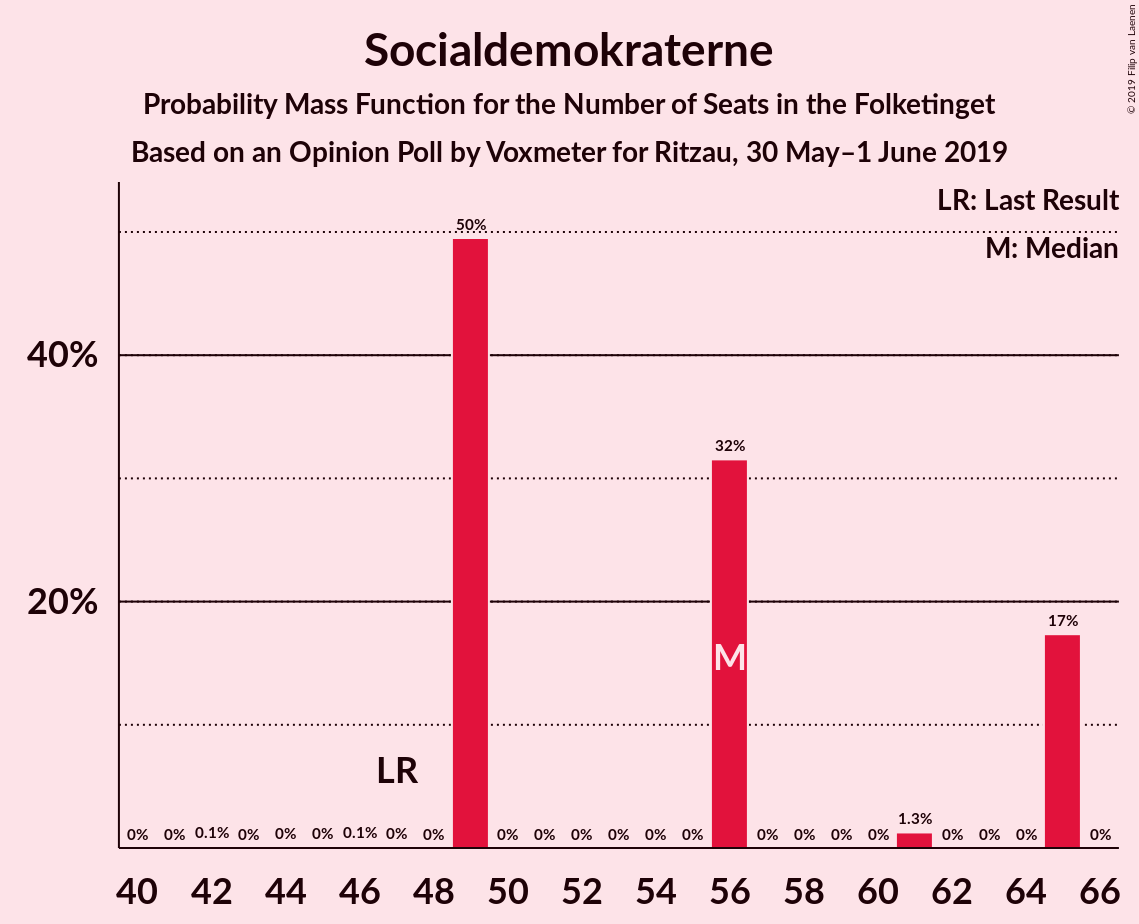 Socialdemokraterne
Probability Mass Function for the Number of Seats in the Folketinget
Based on an Opinion Poll by Voxmeter for Ritzau, 30 May–1 June 2019
© 2019 Filip van Laenen
LR: Last Result
M: Median
50%
40%
32%
20%
17%
M
LR
1.3%
0% 0% 0.1% 0% 0% 0% 0.1% 0% 0% 0% 0% 0% 0% 0% 0% 0% 0% 0% 0% 0% 0% 0% 0%
40 42 44 46 48 50 52 54 56 58 60 62 64 66